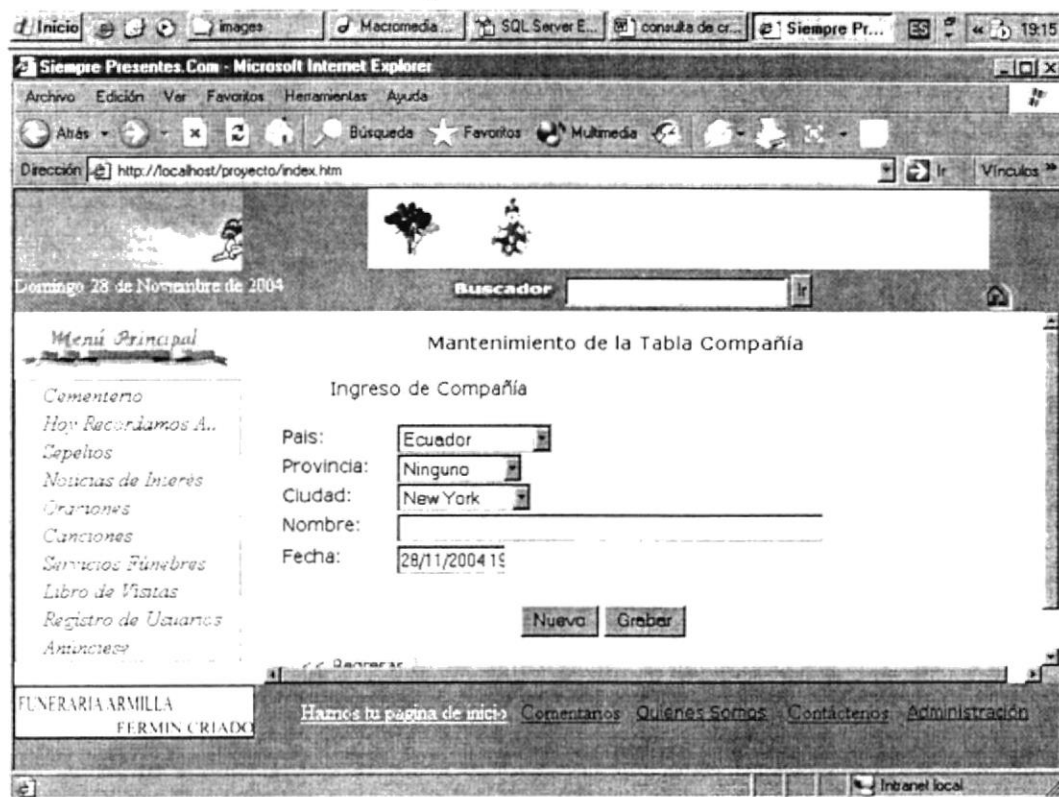 Inicio images Macromedia ... SQL Server E... consulta de cr... Siempre Pr... ES « 19:15
Siempre Presentes.Com - Microsoft Internet Explorer
Archivo Edición Ver Favoritos Herramientas Ayuda
Atrás Búsqueda Favoritos Multimedia
Dirección http://localhost/proyecto/index.htm Ir Vínculos »
Domingo 28 de Noviembre de 2004 Buscador Ir
Menú Principal
Mantenimiento de la Tabla Compañía
Cementerio
Ingreso de Compañía
Hoy Recordamos A..
Pais: Ecuador
Sepelios
Provincia: Ninguno
Noticias de Interés
Ciudad: New York
Oraciones
Nombre:
Canciones
Fecha: 28/11/2004 19
Servicios Fúnebres
Libro de Visitas
Registro de Usuarios
Nuevo Grabar
Anúnciese
<< Regresar
FUNERARIA ARMILLA
FERMIN CRIADO
Haznos tu pagina de inicio Comentarios Quienes Somos Contáctenos Administración
Intranet local